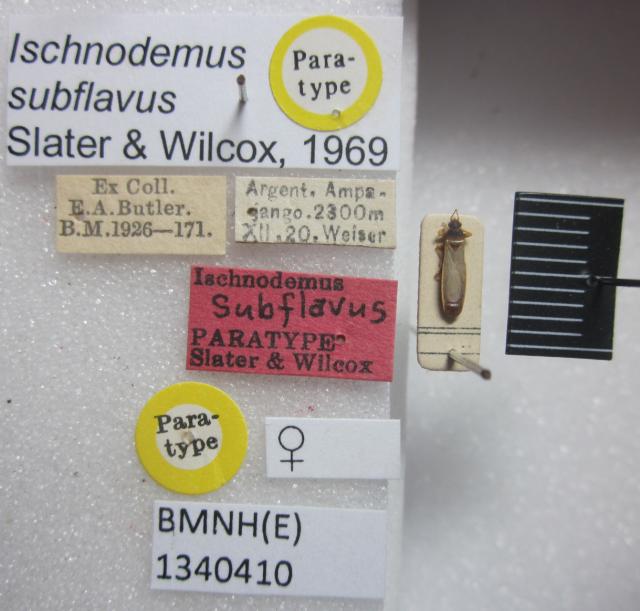 Ischnodemus
subflavus
Slater & Wilcox, 1969
Para-
type
Ex Coll.
E.A.Butler.
B.M.1926—171.
Argent. Ampa-
jango.2300m
XII.20.Weiser
Ischnodemus
Subflavus
PARATYPE
Slater & Wilcox
Para-
type
♀
BMNH(E)
1340410